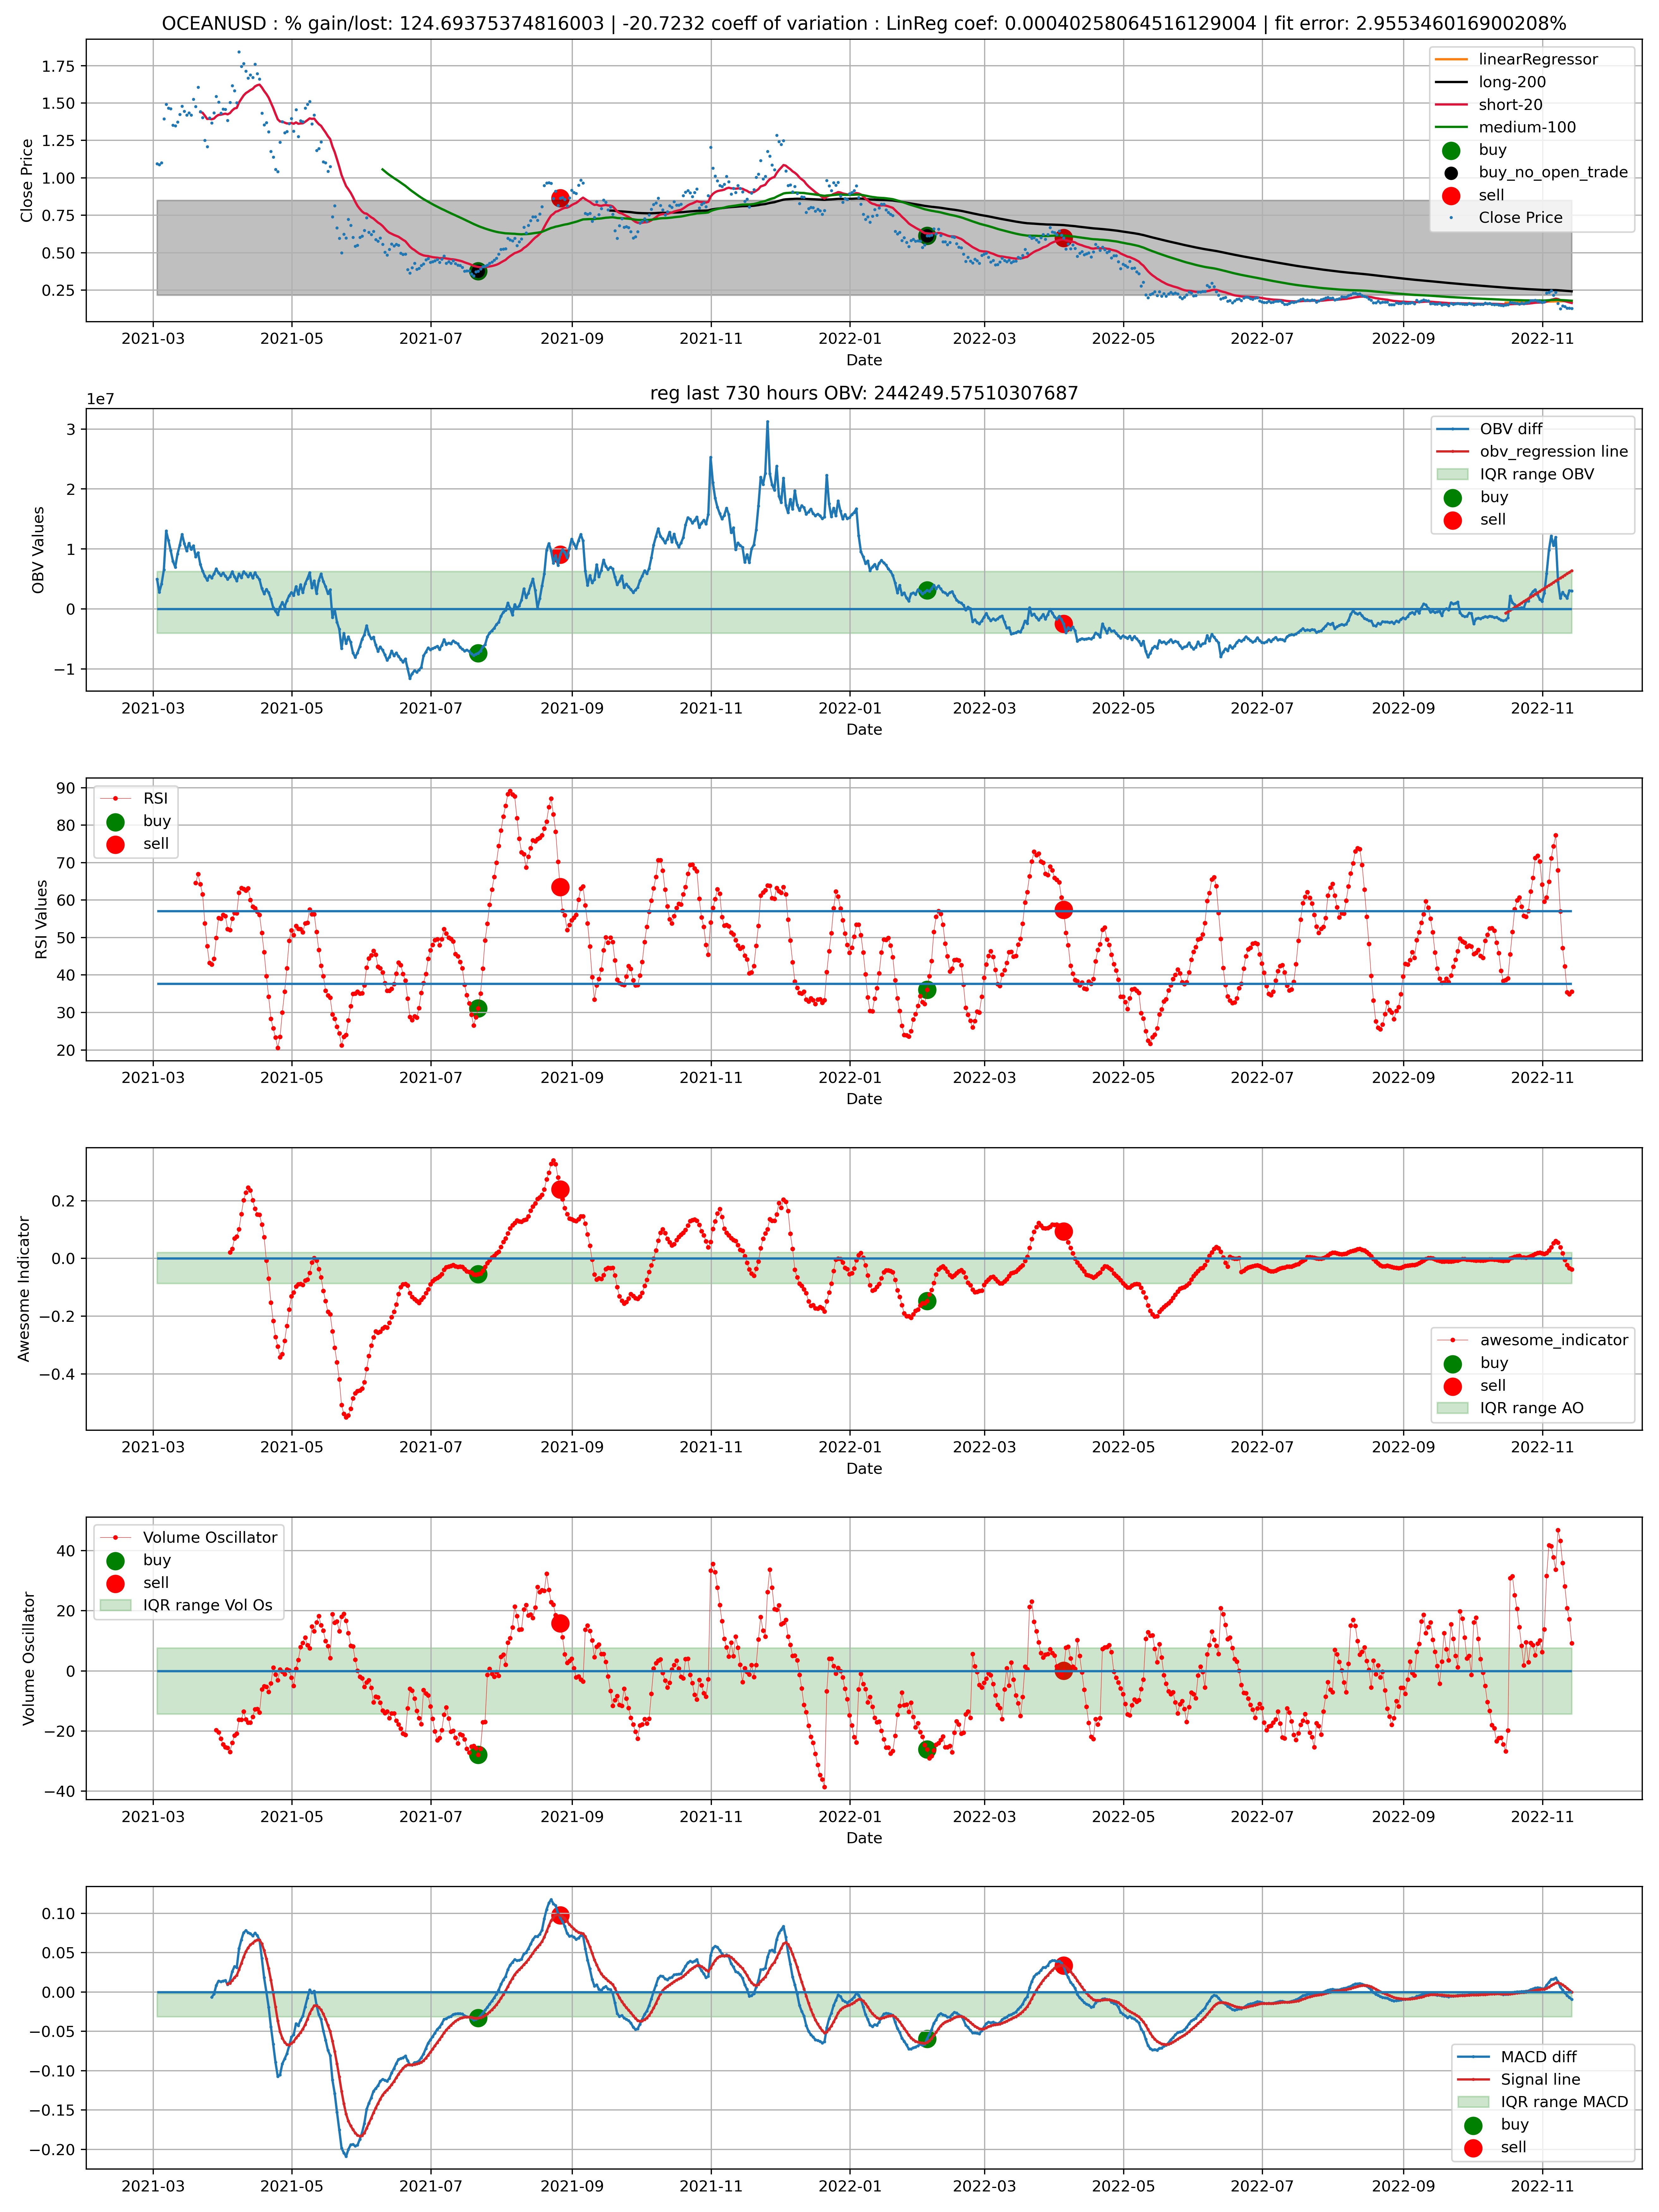 OCEANUSD : % gain/lost: 124.69375374816003 | -20.7232 coeff of variation : LinReg coef: 0.00040258064516129004 | fit error: 2.955346016900208%
1.75
1.50
1.25
1.00
0.75
0.50
0.25
Close Price
linearRegressor
long-200
short-20
medium-100
buy
buy_no_open_trade
sell
Close Price
2021-03 2021-05 2021-07 2021-09 2021-11 2022-01 2022-03 2022-05 2022-07 2022-09 2022-11
Date
reg last 730 hours OBV: 244249.57510307687
1e7
3
2
1
0
−1
OBV Values
OBV diff
obv_regression line
IQR range OBV
buy
sell
2021-03 2021-05 2021-07 2021-09 2021-11 2022-01 2022-03 2022-05 2022-07 2022-09 2022-11
Date
90
80
70
60
50
40
30
20
RSI Values
RSI
buy
sell
2021-03 2021-05 2021-07 2021-09 2021-11 2022-01 2022-03 2022-05 2022-07 2022-09 2022-11
Date
0.2
0.0
−0.2
−0.4
Awesome Indicator
awesome_indicator
buy
sell
IQR range AO
2021-03 2021-05 2021-07 2021-09 2021-11 2022-01 2022-03 2022-05 2022-07 2022-09 2022-11
Date
40
20
0
−20
−40
Volume Oscillator
Volume Oscillator
buy
sell
IQR range Vol Os
2021-03 2021-05 2021-07 2021-09 2021-11 2022-01 2022-03 2022-05 2022-07 2022-09 2022-11
Date
0.10
0.05
0.00
−0.05
−0.10
−0.15
−0.20
MACD diff
Signal line
IQR range MACD
buy
sell
2021-03 2021-05 2021-07 2021-09 2021-11 2022-01 2022-03 2022-05 2022-07 2022-09 2022-11